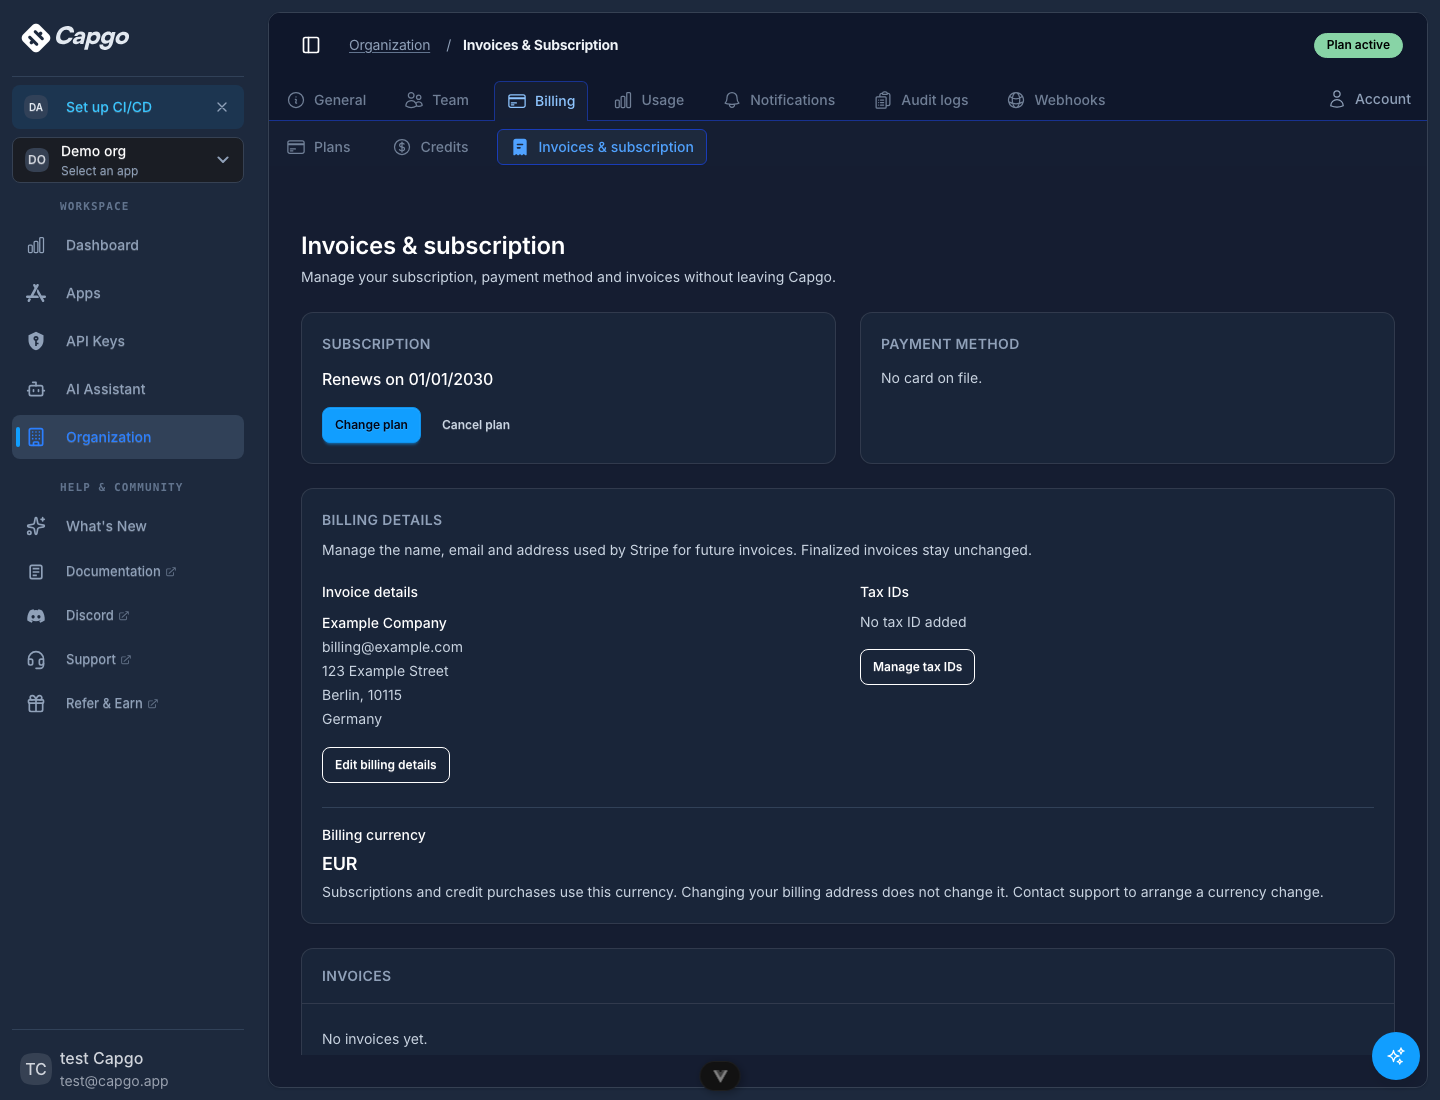 Capgo
DA Set up CI/CD
DO Demo org
Select an app
WORKSPACE
Dashboard
Apps
API Keys
AI Assistant
Organization
HELP & COMMUNITY
What's New
Documentation
Discord
Support
Refer & Earn
TC test Capgo
test@capgo.app
Organization / Invoices & Subscription
Plan active
General Team Billing Usage Notifications Audit logs Webhooks Account
Plans Credits Invoices & subscription
Invoices & subscription
Manage your subscription, payment method and invoices without leaving Capgo.
SUBSCRIPTION
Renews on 01/01/2030
Change plan Cancel plan
PAYMENT METHOD
No card on file.
BILLING DETAILS
Manage the name, email and address used by Stripe for future invoices. Finalized invoices stay unchanged.
Invoice details
Example Company
billing@example.com
123 Example Street
Berlin, 10115
Germany
Edit billing details
Tax IDs
No tax ID added
Manage tax IDs
Billing currency
EUR
Subscriptions and credit purchases use this currency. Changing your billing address does not change it. Contact support to arrange a currency change.
INVOICES
No invoices yet.